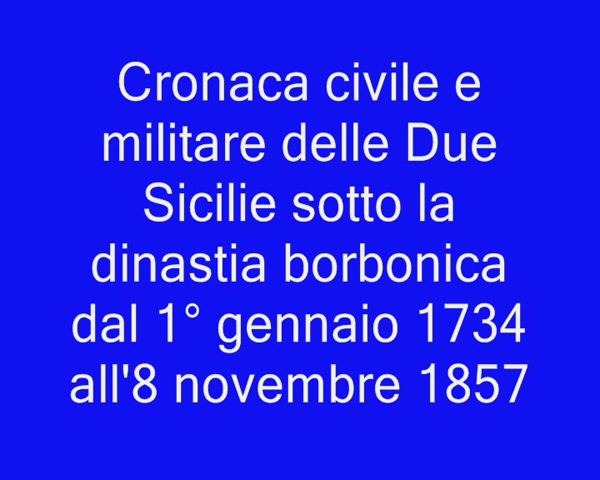 Cronaca civile e
militare delle Due
Sicilie sotto la
dinastia borbonica
dal 1° gennaio 1734
all'8 novembre 1857